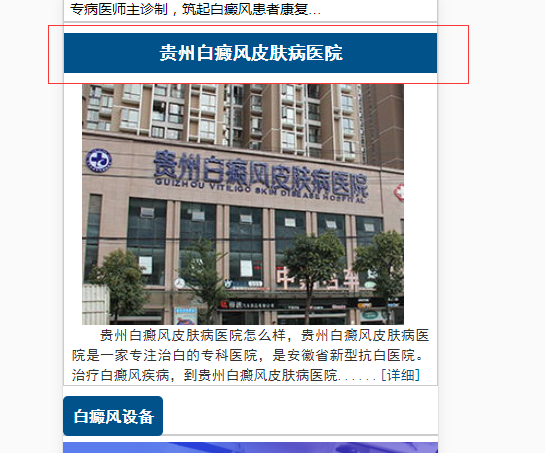 专病医师主诊制，筑起白癜风患者康复...
贵州白癜风皮肤病医院
贵州白癜风皮肤病医院
GUIZHOU VITILIGO SKIN DISEASE HOSPITAL
贵州白癜风皮肤病医院怎么样，贵州白癜风皮肤病医
院是一家专注治白的专科医院，是安徽省新型抗白医院。
治疗白癜风疾病，到贵州白癜风皮肤病医院......[详细]
白癜风设备